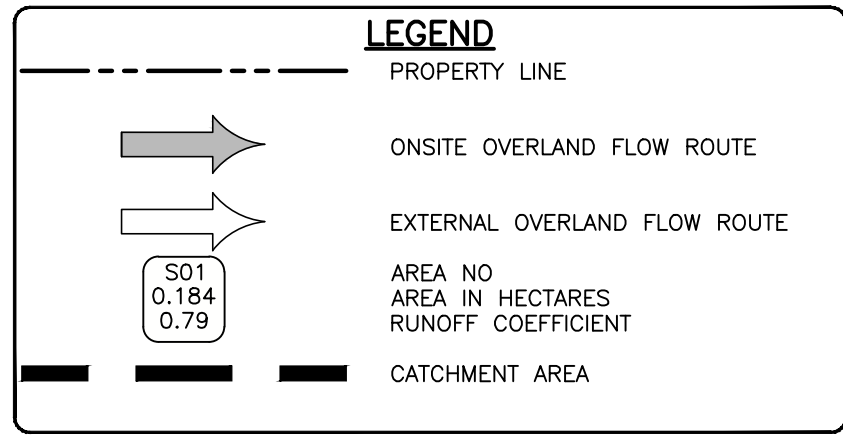 LEGEND
PROPERTY LINE
ONSITE OVERLAND FLOW ROUTE
EXTERNAL OVERLAND FLOW ROUTE
S01
0.184
0.79
AREA NO
AREA IN HECTARES
RUNOFF COEFFICIENT
CATCHMENT AREA